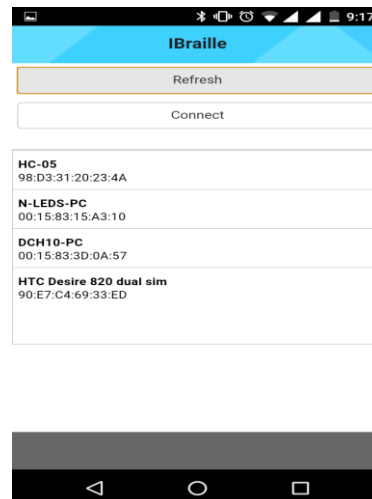 9:17
IBraille
Refresh
Connect
HC-05
98:D3:31:20:23:4A
N-LEDS-PC
00:15:83:15:A3:10
DCH10-PC
00:15:83:3D:0A:57
HTC Desire 820 dual sim
90:E7:C4:69:33:ED